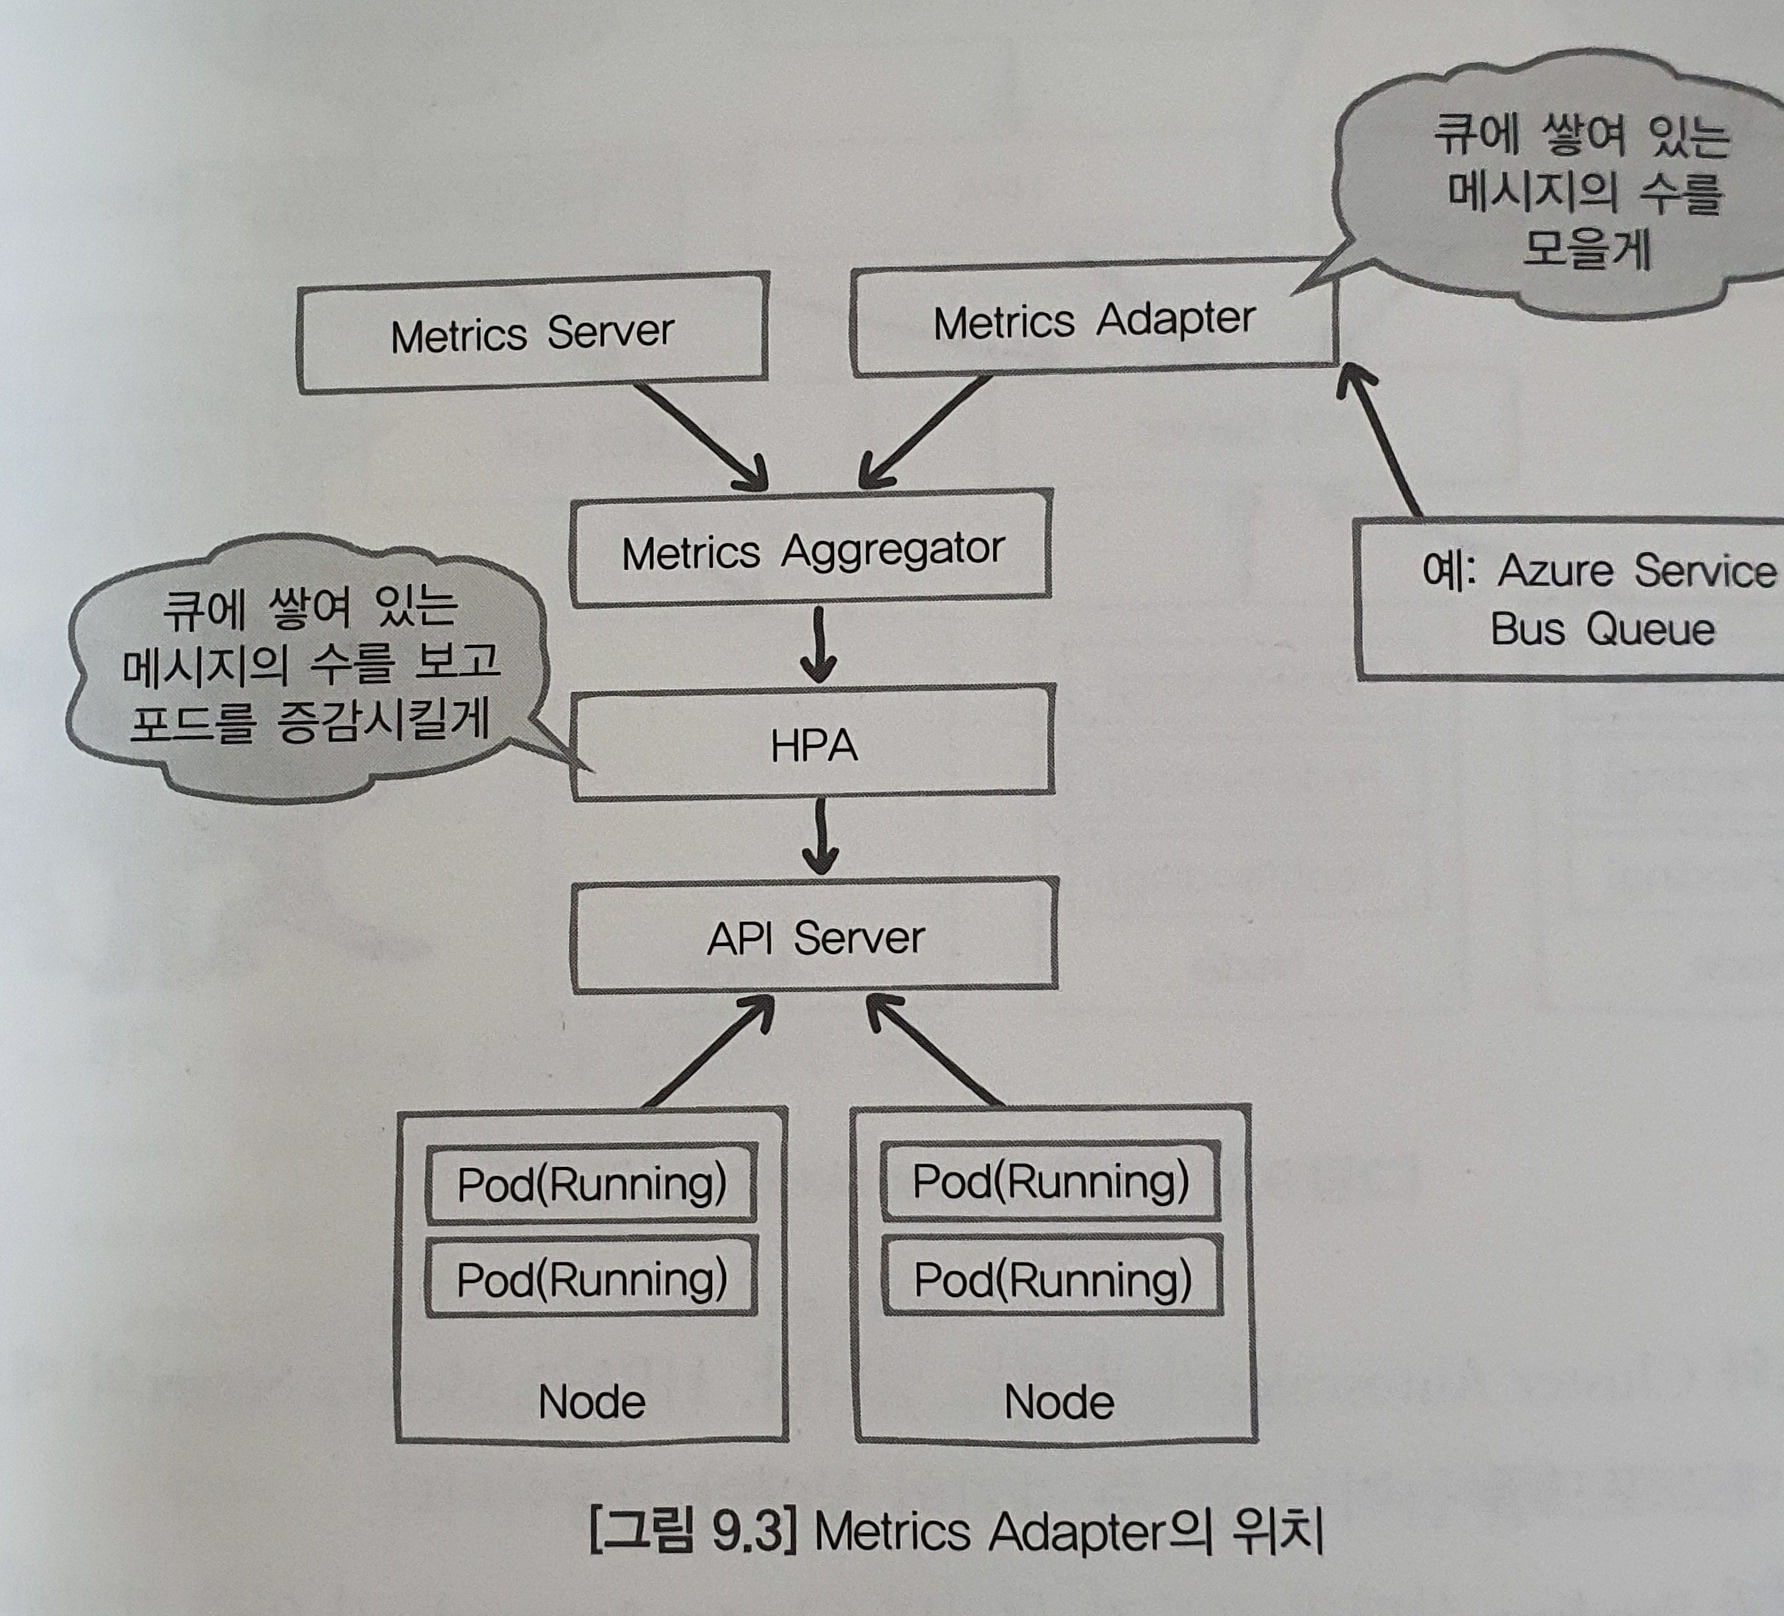 큐에 쌓여 있는
메시지의 수를
모을게
Metrics Server
Metrics Adapter
Metrics Aggregator
예: Azure Service
Bus Queue
큐에 쌓여 있는
메시지의 수를 보고
포드를 증감시킬게
HPA
API Server
Pod(Running)
Pod(Running)
Node
Pod(Running)
Pod(Running)
Node
[그림 9.3] Metrics Adapter의 위치